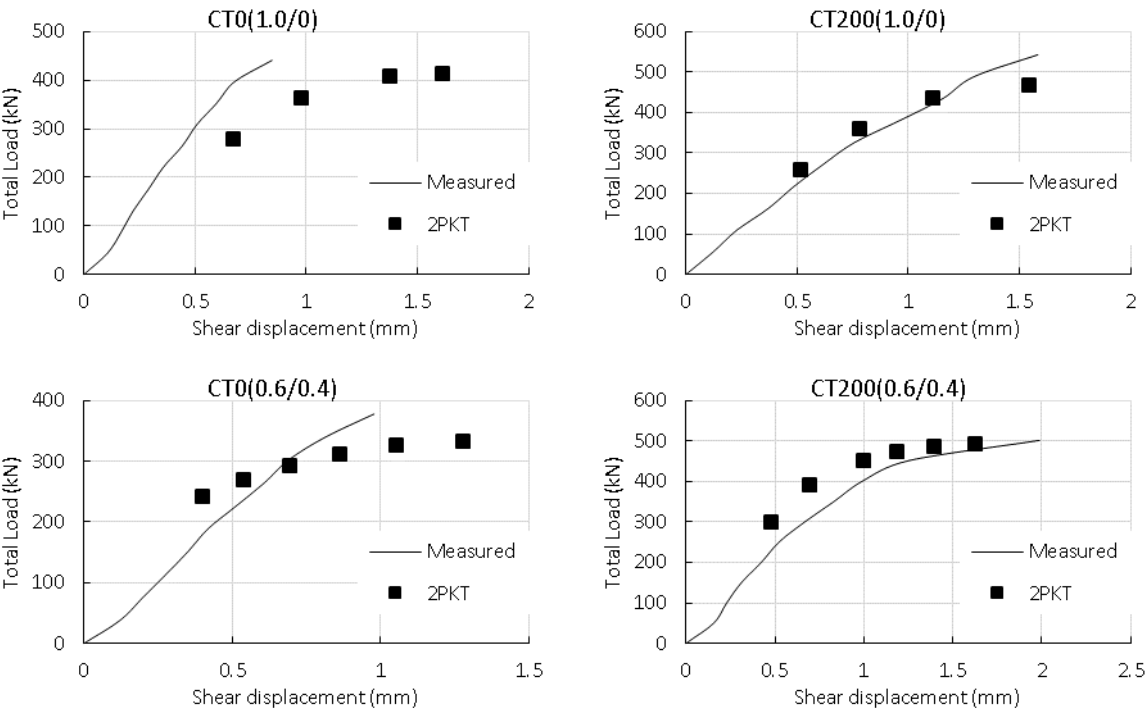 CT0(1.0/0)
500
400
300
200
100
0
Total Load (kN)
Measured
2PKT
0 0.5 1 1.5 2
Shear displacement (mm)
CT200(1.0/0)
600
500
400
300
200
100
0
Total Load (kN)
Measured
2PKT
0 0.5 1 1.5 2
Shear displacement (mm)
CT0(0.6/0.4)
400
300
200
100
0
Total Load (kN)
Measured
2PKT
0 0.5 1 1.5
Shear displacement (mm)
CT200(0.6/0.4)
600
500
400
300
200
100
0
Total Load (kN)
Measured
2PKT
0 0.5 1 1.5 2 2.5
Shear displacement (mm)